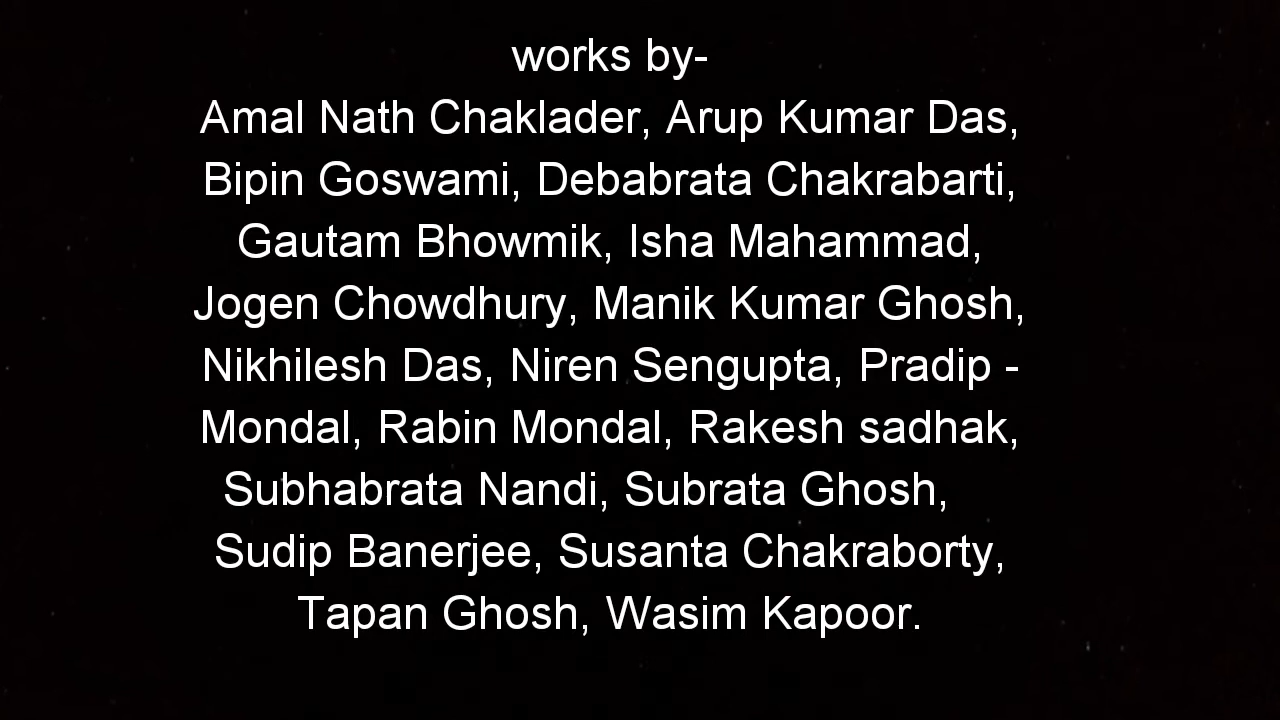 works by-
Amal Nath Chaklader, Arup Kumar Das,
Bipin Goswami, Debabrata Chakrabarti,
Gautam Bhowmik, Isha Mahammad,
Jogen Chowdhury, Manik Kumar Ghosh,
Nikhilesh Das, Niren Sengupta, Pradip -
Mondal, Rabin Mondal, Rakesh sadhak,
Subhabrata Nandi, Subrata Ghosh,
Sudip Banerjee, Susanta Chakraborty,
Tapan Ghosh, Wasim Kapoor.